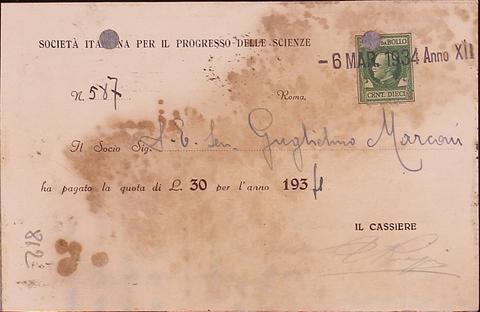 SOCIETÀ ITALIANA PER IL PROGRESSO DELLE SCIENZE
DA BOLLO
- 6 MAR. 1934 Anno XII
CENT. DIECI
N. 587
Roma,
Il Socio Sig. S. E. Sen. Guglielmo Marconi
ha pagato la quota di L. 30 per l'anno 1934
IL CASSIERE
8182